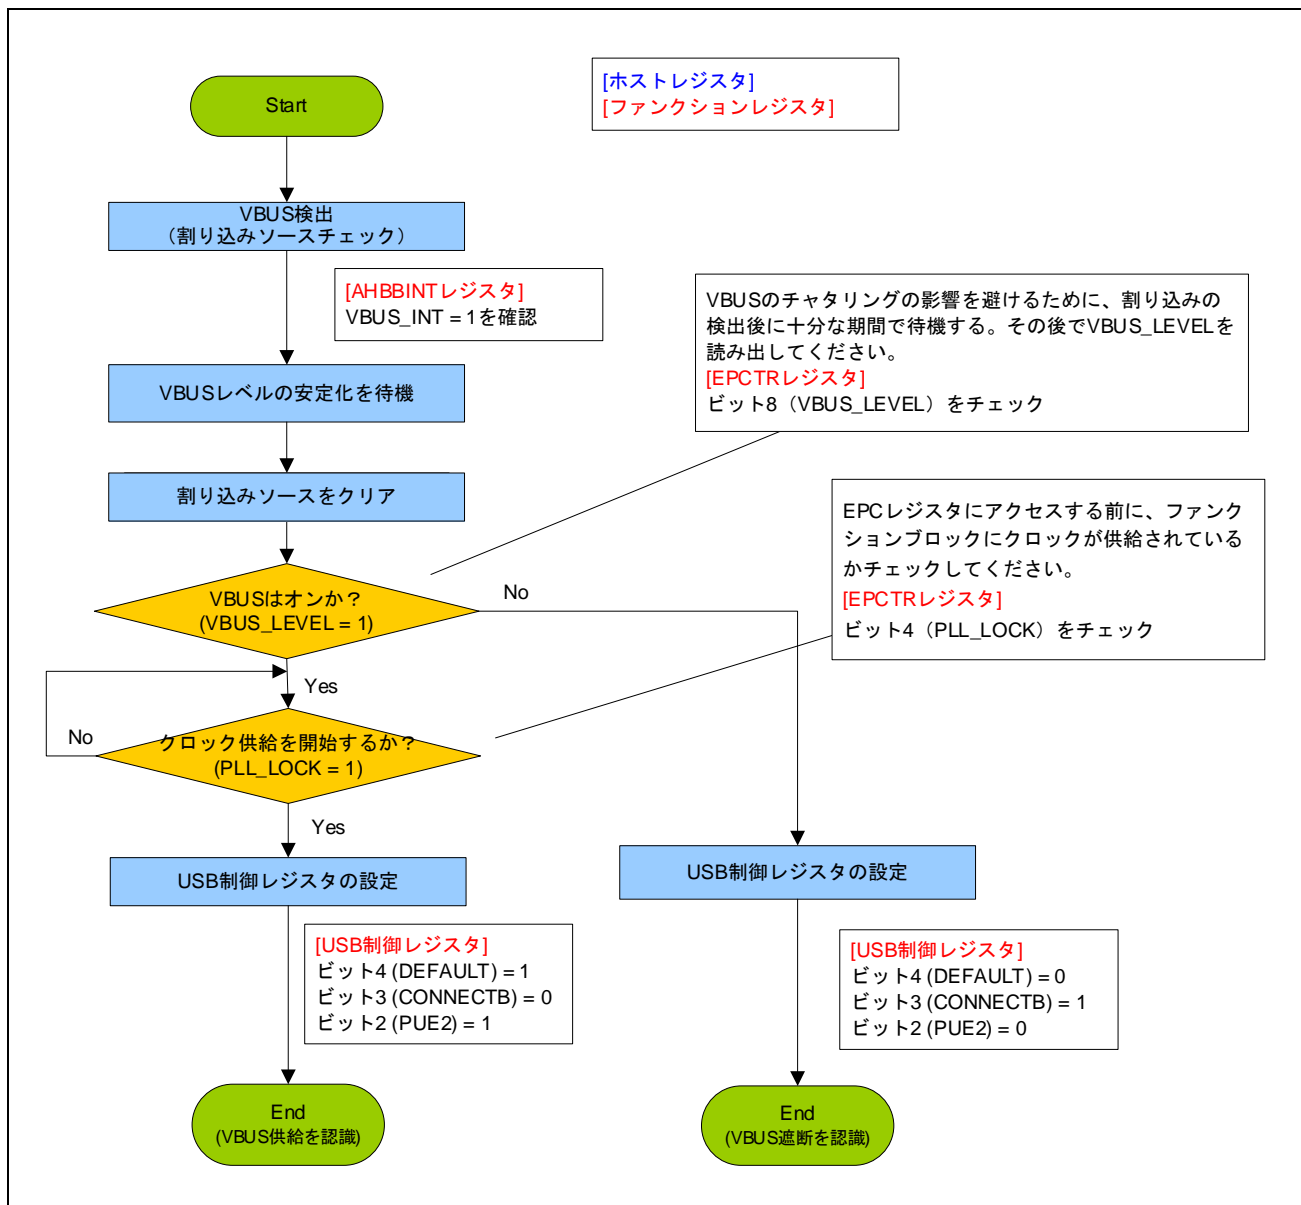 Start
[ホストレジスタ]
[ファンクションレジスタ]
VBUS検出
（割り込みソースチェック）
[AHBBINTレジスタ]
VBUS_INT = 1を確認
VBUSのチャタリングの影響を避けるために、割り込みの
検出後に十分な期間で待機する。その後でVBUS_LEVELを
読み出してください。
[EPCTRレジスタ]
ビット8（VBUS_LEVEL）をチェック
VBUSレベルの安定化を待機
割り込みソースをクリア
EPCレジスタにアクセスする前に、ファンク
ションブロックにクロックが供給されている
かチェックしてください。
[EPCTRレジスタ]
ビット4（PLL_LOCK）をチェック
VBUSはオンか？
(VBUS_LEVEL = 1)
No
Yes
No
クロック供給を開始するか？
(PLL_LOCK = 1)
Yes
USB制御レジスタの設定
USB制御レジスタの設定
[USB制御レジスタ]
ビット4 (DEFAULT) = 1
ビット3 (CONNECTB) = 0
ビット2 (PUE2) = 1
[USB制御レジスタ]
ビット4 (DEFAULT) = 0
ビット3 (CONNECTB) = 1
ビット2 (PUE2) = 0
End
(VBUS供給を認識)
End
(VBUS遮断を認識)